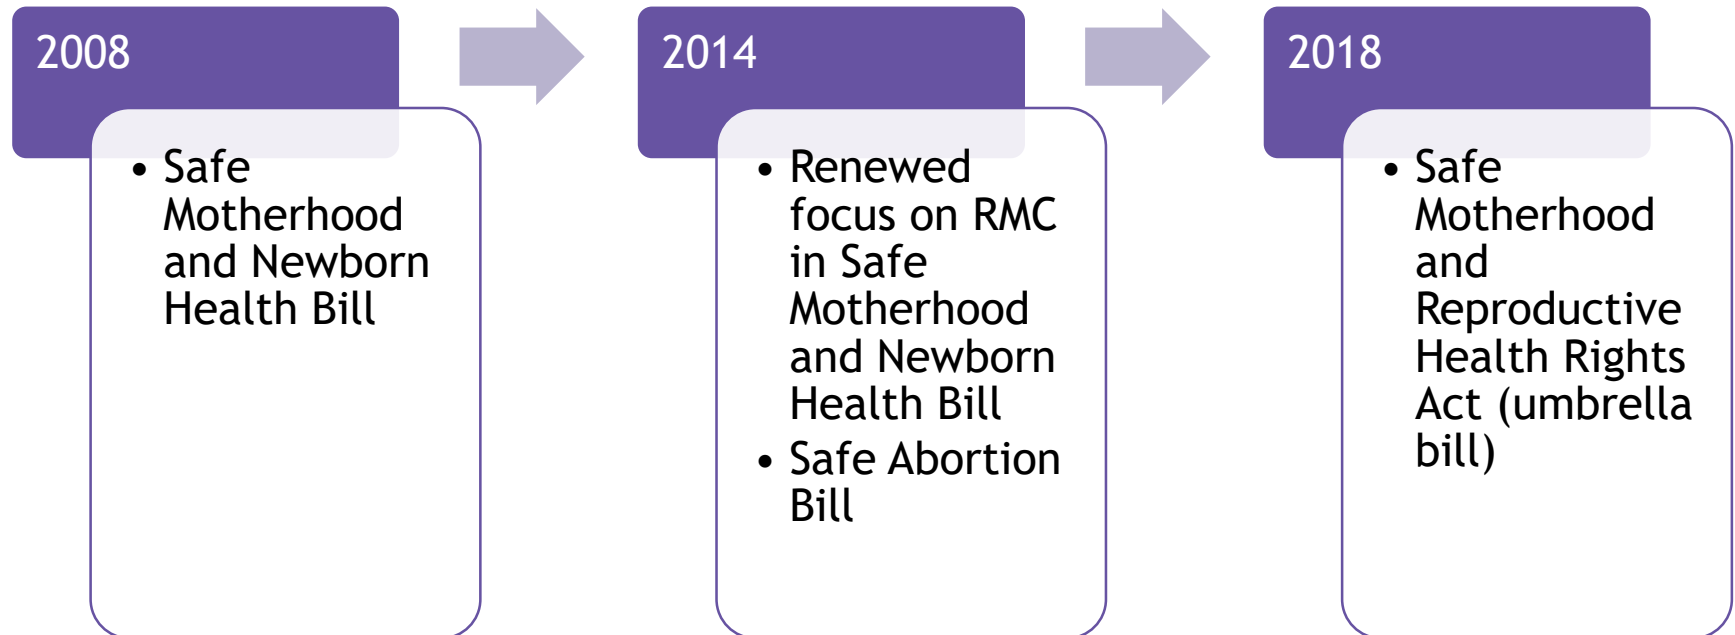 2008
• Safe
Motherhood
and Newborn
Health Bill
2014
• Renewed
focus on RMC
in Safe
Motherhood
and Newborn
Health Bill
• Safe Abortion
Bill
2018
• Safe
Motherhood
and
Reproductive
Health Rights
Act (umbrella
bill)